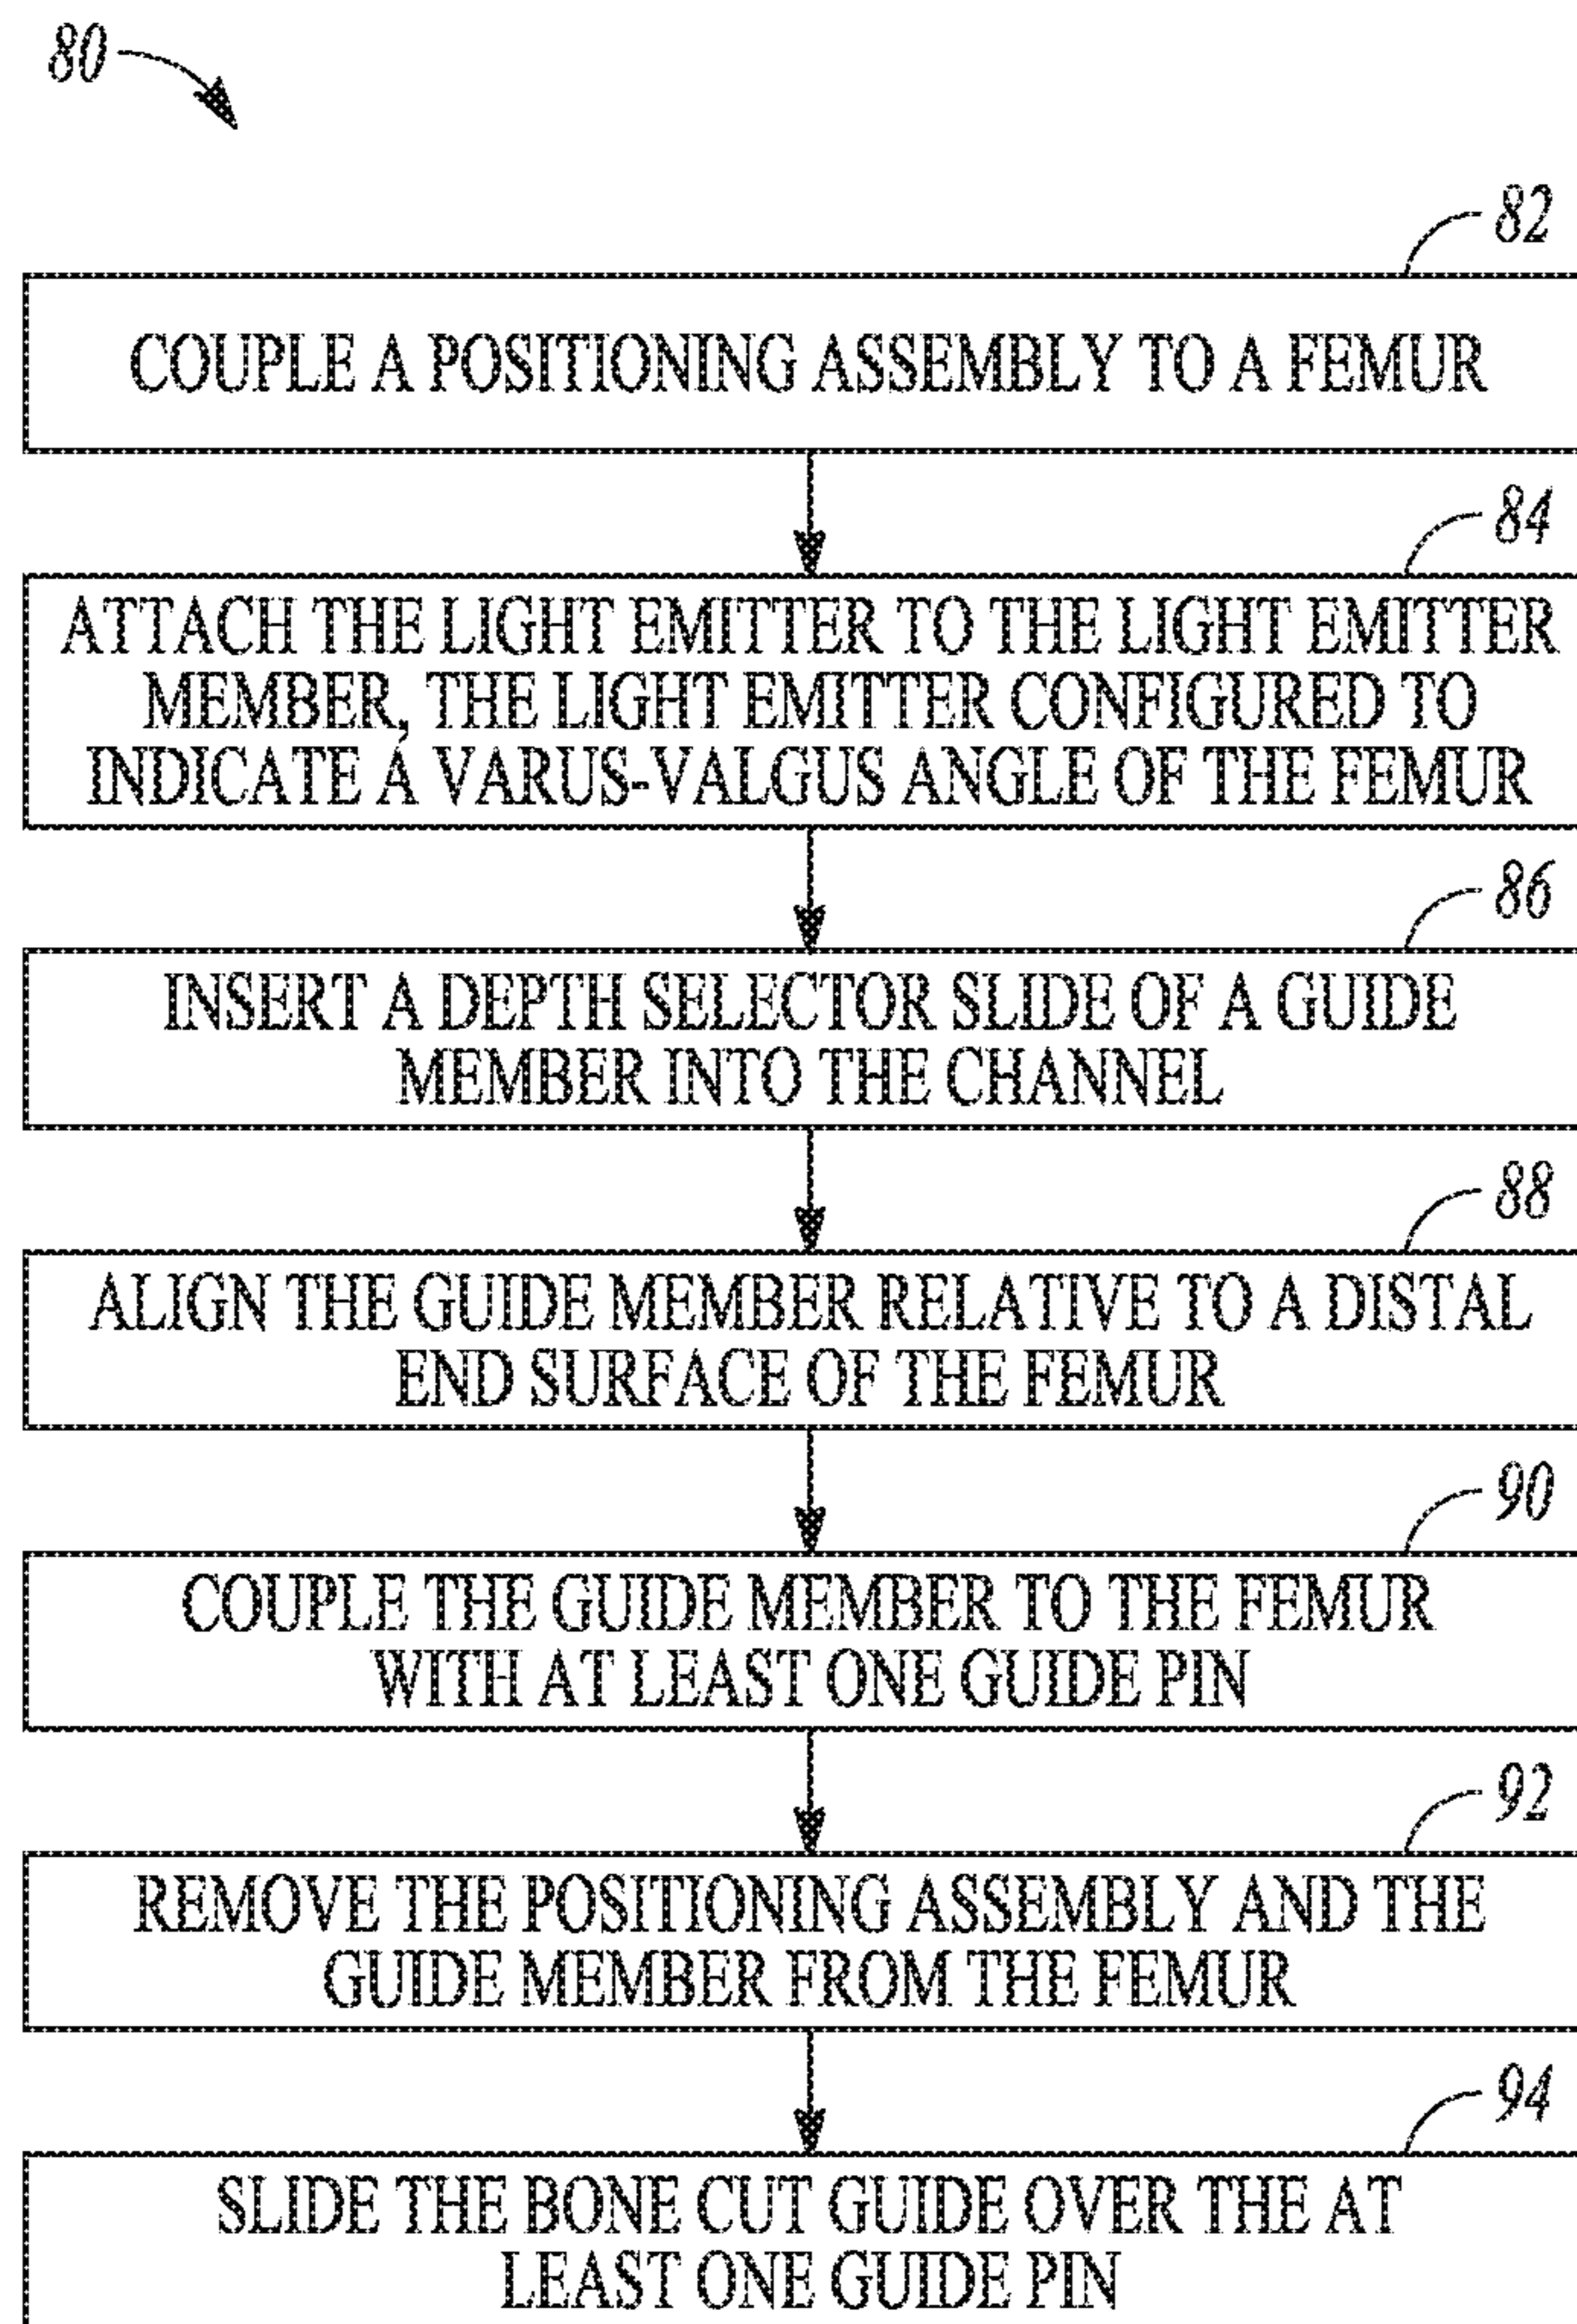 80
82
COUPLE A POSITIONING ASSEMBLY TO A FEMUR
84
ATTACH THE LIGHT EMITTER TO THE LIGHT EMITTER
MEMBER, THE LIGHT EMITTER CONFIGURED TO
INDICATE A VARUS-VALGUS ANGLE OF THE FEMUR
86
INSERT A DEPTH SELECTOR SLIDE OF A GUIDE
MEMBER INTO THE CHANNEL
88
ALIGN THE GUIDE MEMBER RELATIVE TO A DISTAL
END SURFACE OF THE FEMUR
90
COUPLE THE GUIDE MEMBER TO THE FEMUR
WITH AT LEAST ONE GUIDE PIN
92
REMOVE THE POSITIONING ASSEMBLY AND THE
GUIDE MEMBER FROM THE FEMUR
94
SLIDE THE BONE CUT GUIDE OVER THE AT
LEAST ONE GUIDE PIN